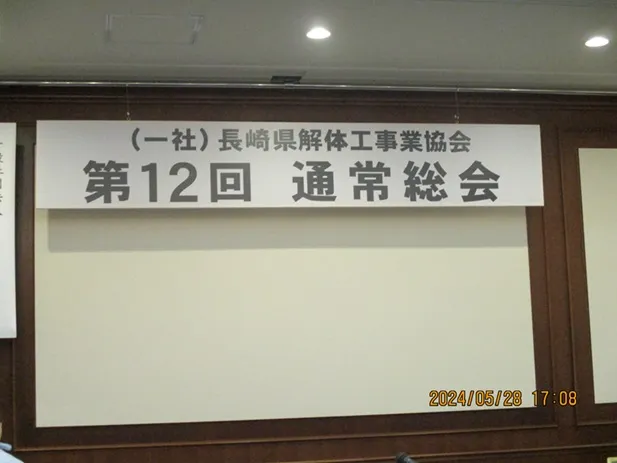 （一社）長崎県解体工事業協会
第12回 通常総会
2024/05/28 17:08